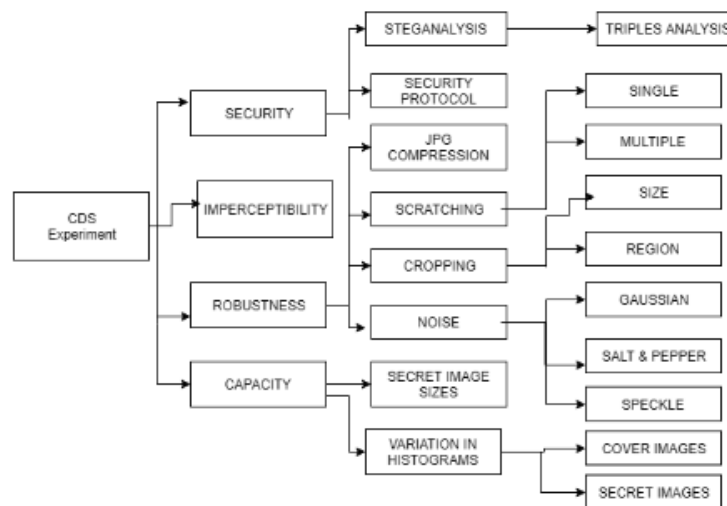 STEGANALYSIS
TRIPLES ANALYSIS
SECURITY
PROTOCOL
SINGLE
SECURITY
JPG
COMPRESSION
MULTIPLE
CDS
Experiment
IMPERCEPTIBILITY
SCRATCHING
SIZE
CROPPING
REGION
ROBUSTNESS
NOISE
GAUSSIAN
SALT & PEPPER
CAPACITY
SECRET IMAGE
SIZES
SPECKLE
VARIATION IN
HISTOGRAMS
COVER IMAGES
SECRET IMAGES